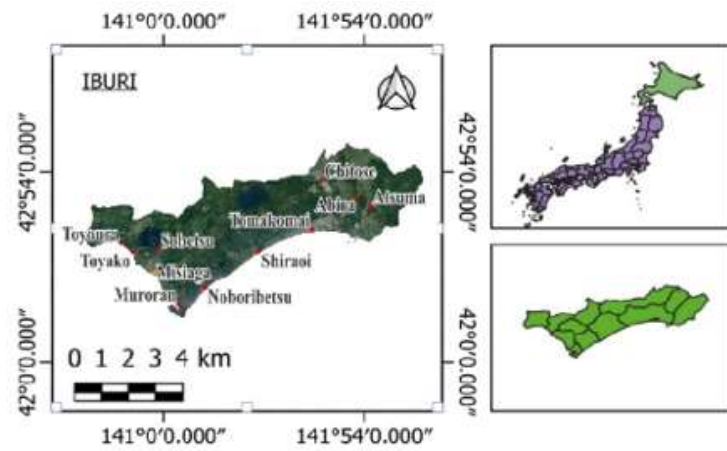 141°0′0.000″ 141°54′0.000″
IBURI
42°54′0.000″ 42°54′0.000″
Chitose
Abira Atsuma
Tomakomai
Toyoura Sobetsu
Toyako Shiraoi
Misiaga
Muroran Noboribetsu
0 1 2 3 4 km
42°0′0.000″ 42°0′0.000″
141°0′0.000″ 141°54′0.000″